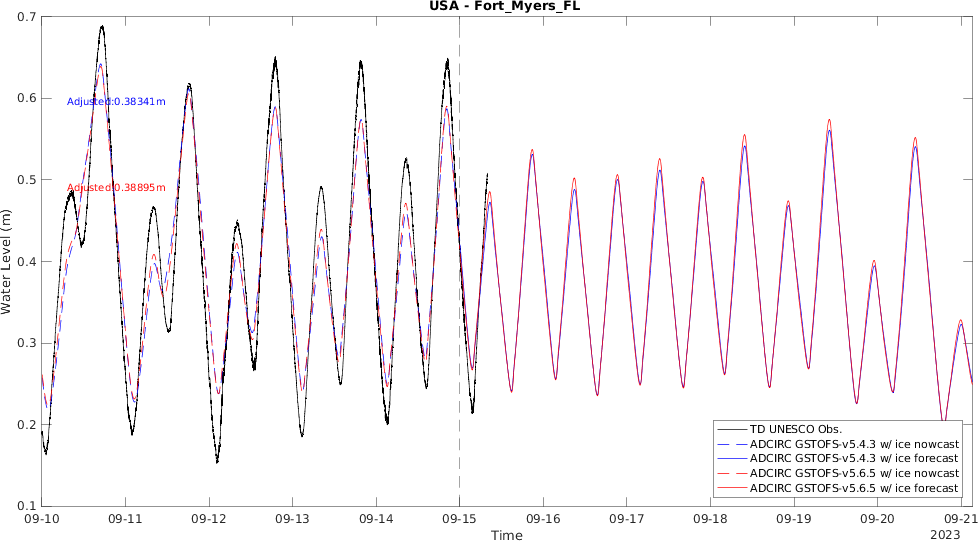 USA - Fort_Myers_FL
0.7
0.6
0.5
0.4
0.3
0.2
0.1
Water Level (m)
Adjusted:0.38341m
Adjusted:0.38895m
TD UNESCO Obs.
ADCIRC GSTOFS-v5.4.3 w/ ice nowcast
ADCIRC GSTOFS-v5.4.3 w/ ice forecast
ADCIRC GSTOFS-v5.6.5 w/ ice nowcast
ADCIRC GSTOFS-v5.6.5 w/ ice forecast
09-10 09-11 09-12 09-13 09-14 09-15 09-16 09-17 09-18 09-19 09-20 09-21
Time
2023